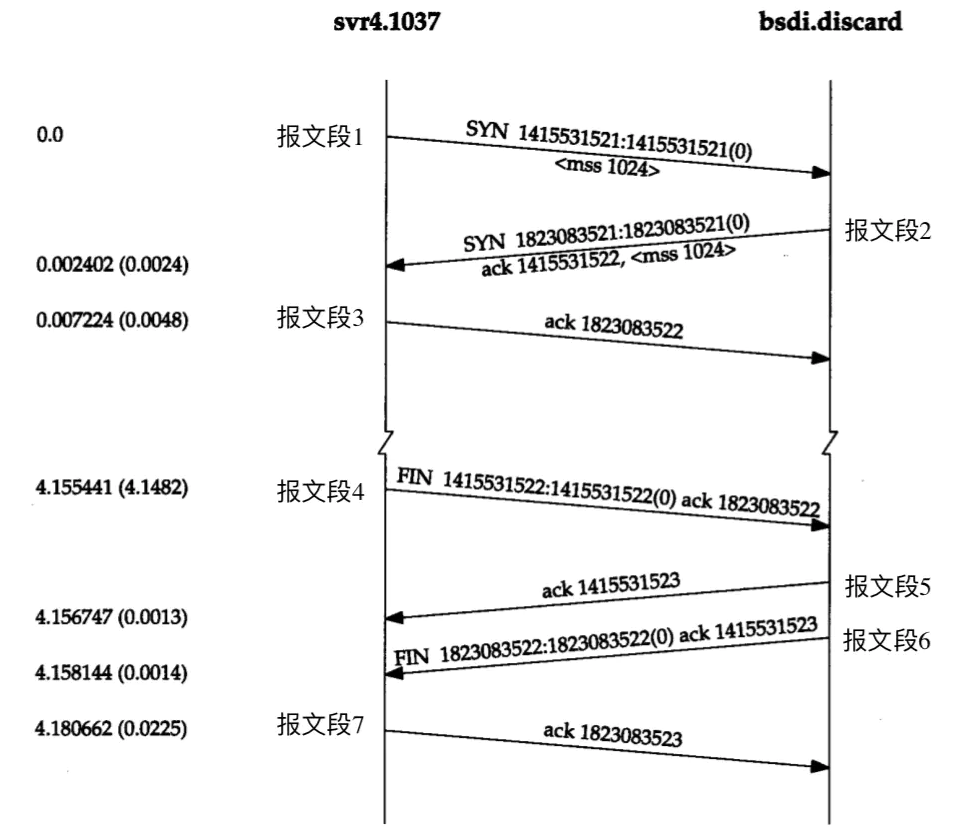 svr4.1037 bsdi.discard
0.0 报文段1 SYN 1415531521:1415531521(0)
<mss 1024>
SYN 1823083521:1823083521(0) 报文段2
0.002402 (0.0024) ack 1415531522, <mss 1024>
0.007224 (0.0048) 报文段3 ack 1823083522
4.155441 (4.1482) 报文段4 FIN 1415531522:1415531522(0) ack 1823083522
ack 1415531523 报文段5
4.156747 (0.0013)
FIN 1823083522:1823083522(0) ack 1415531523 报文段6
4.158144 (0.0014)
4.180662 (0.0225) 报文段7 ack 1823083523